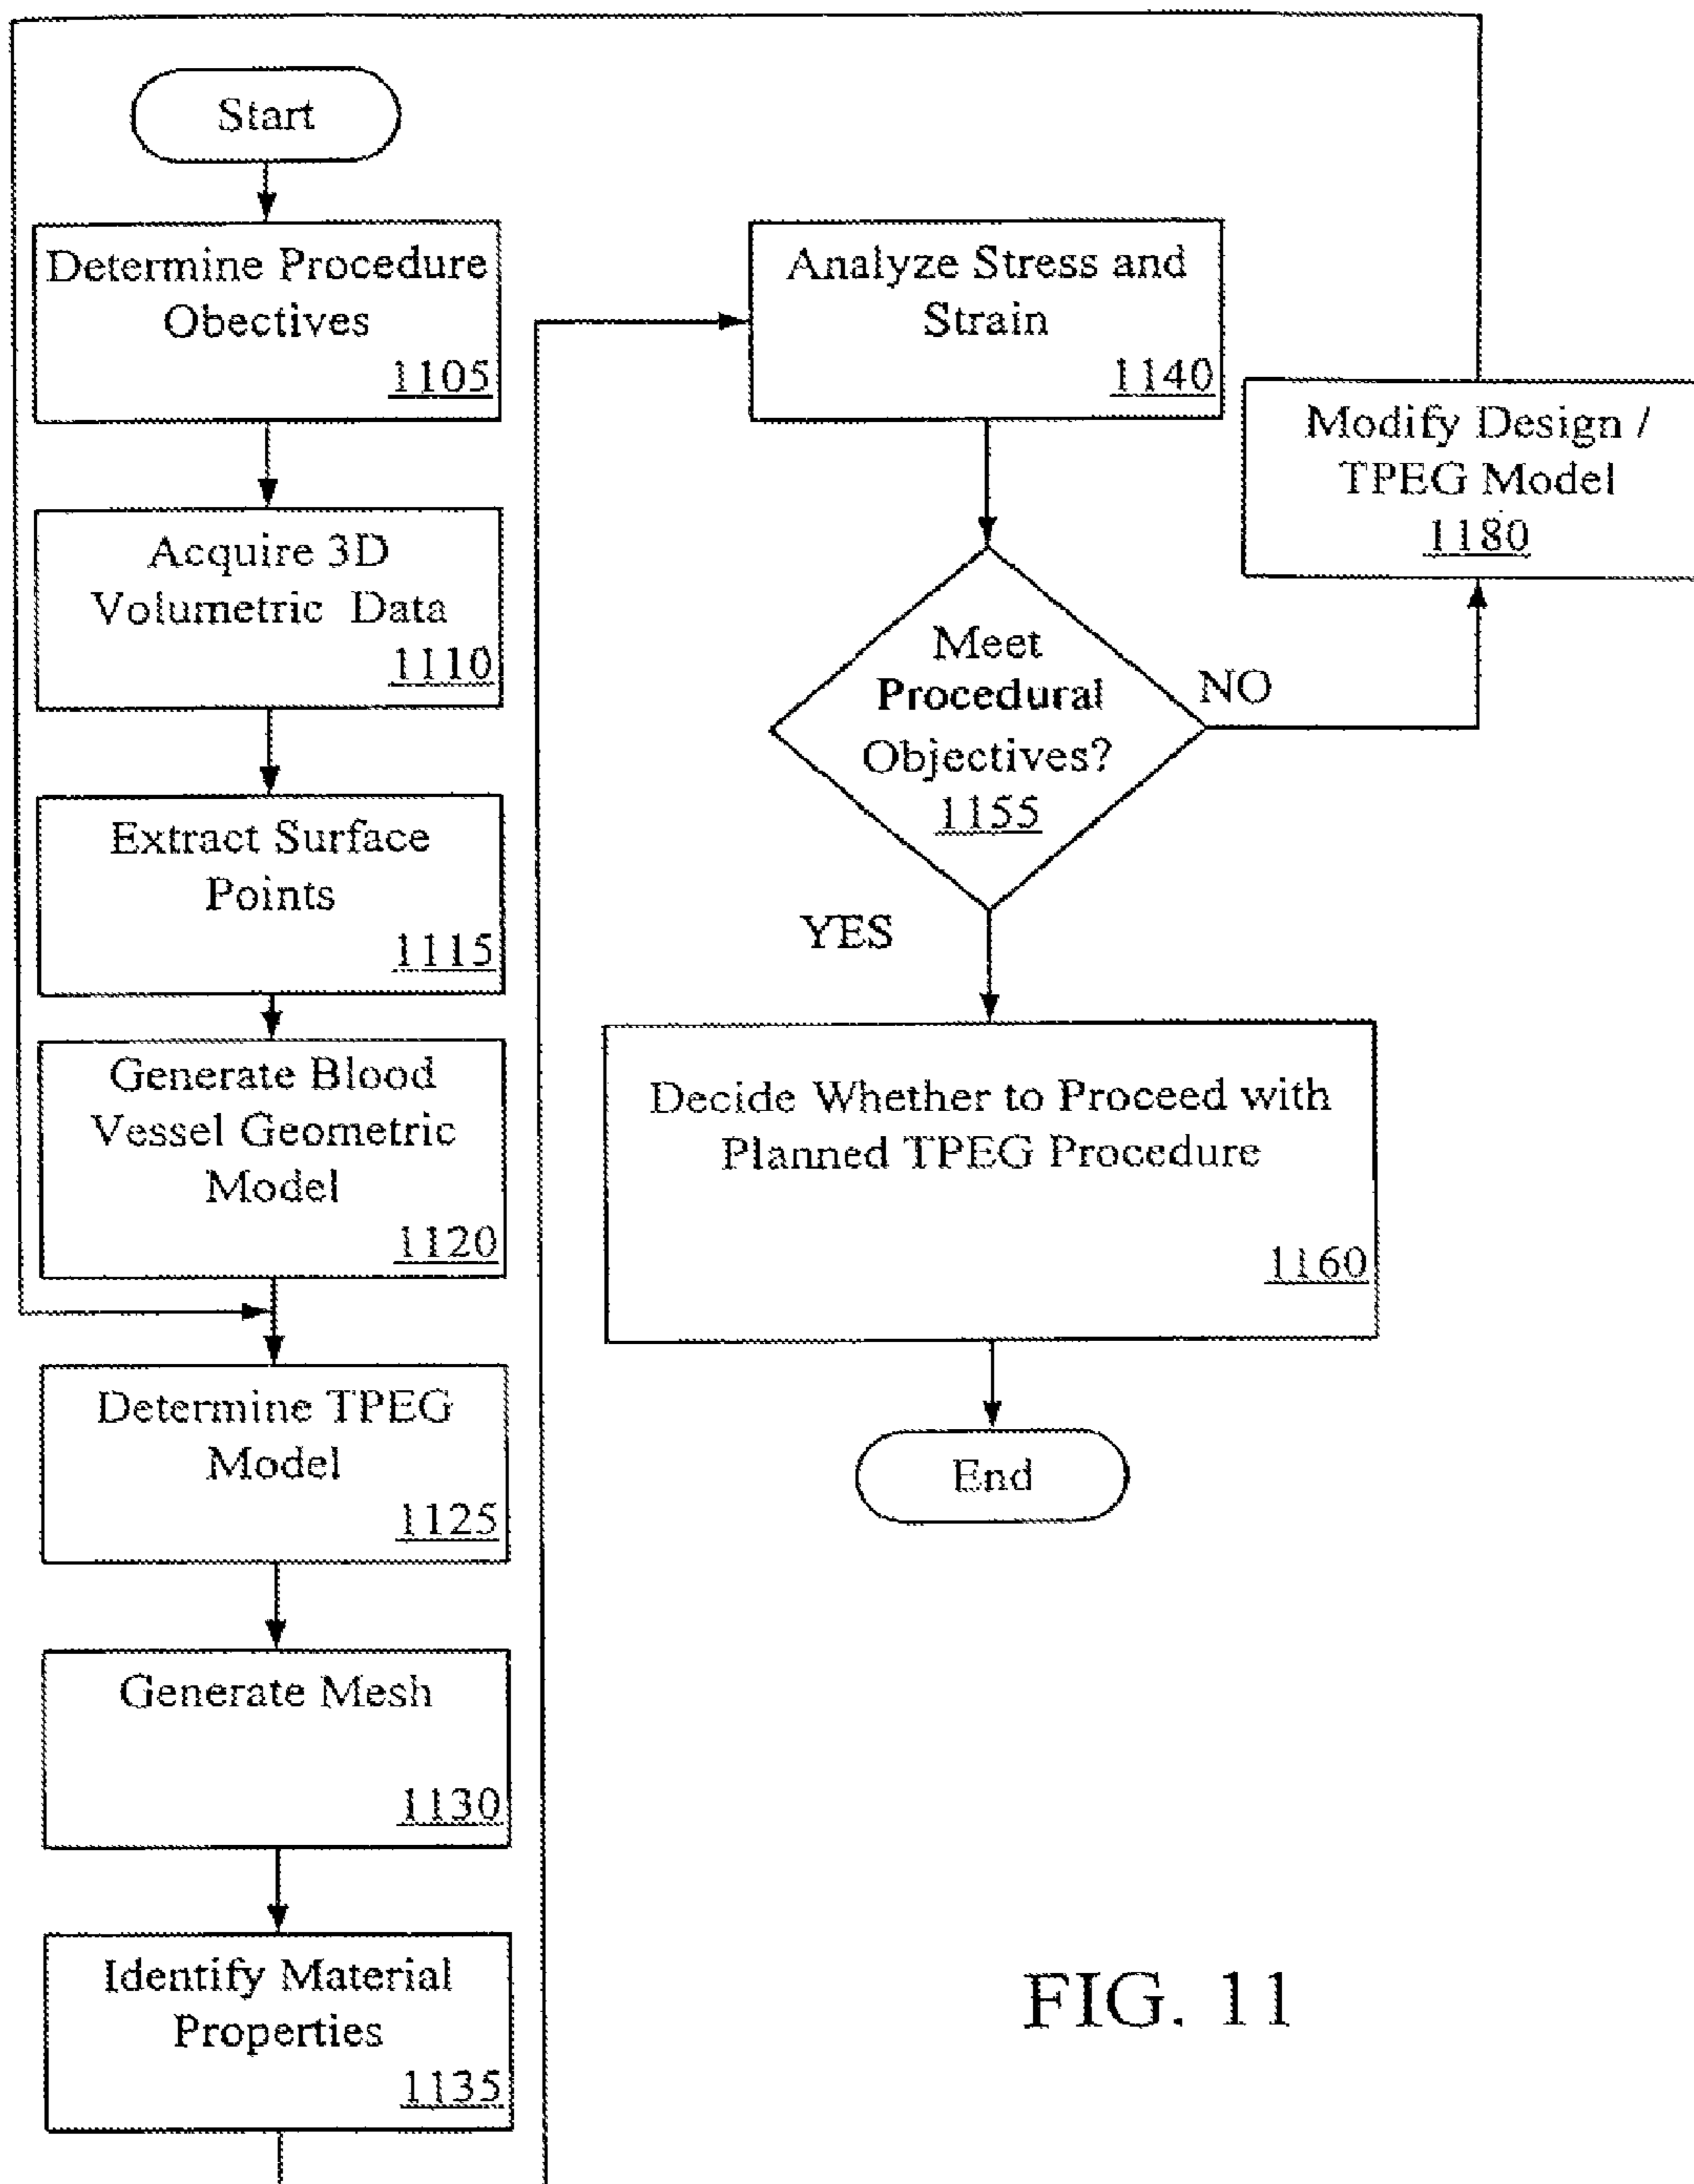 Start
Determine Procedure
Obectives
1105
Acquire 3D
Volumetric Data
1110
Extract Surface
Points
1115
Generate Blood
Vessel Geometric
Model
1120
Determine TPEG
Model
1125
Generate Mesh
1130
Identify Material
Properties
1135
Analyze Stress and
Strain
1140
Meet
Procedural
Objectives?
1155
NO
YES
Modify Design /
TPEG Model
1180
Decide Whether to Proceed with
Planned TPEG Procedure
1160
End
FIG. 11